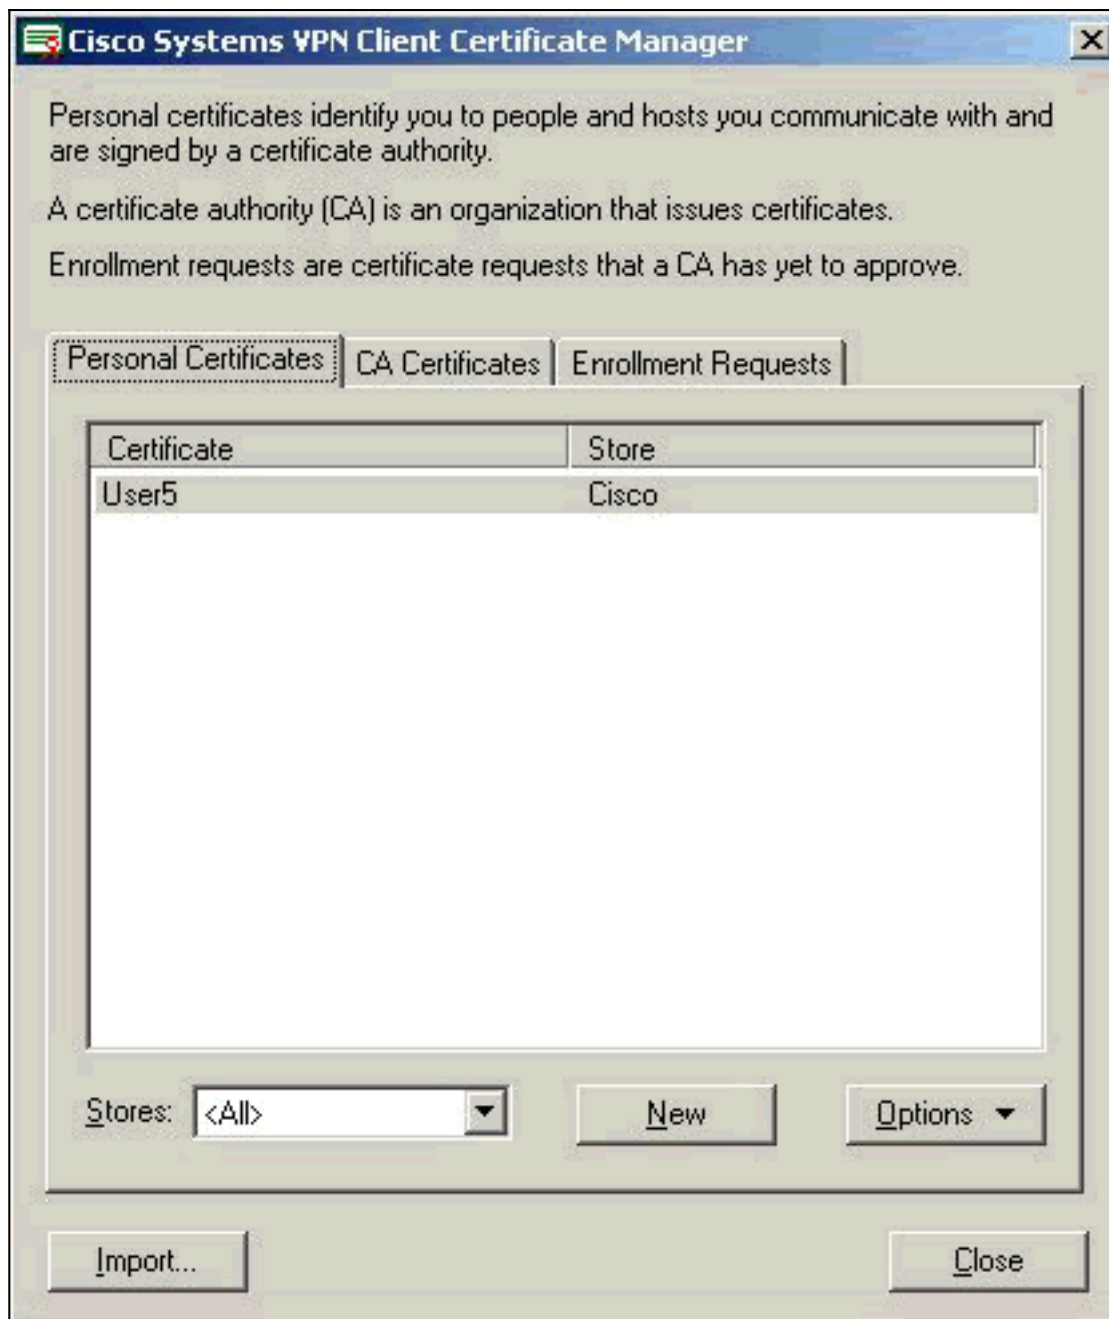 Cisco Systems VPN Client Certificate Manager
Personal certificates identify you to people and hosts you communicate with and
are signed by a certificate authority.
A certificate authority (CA) is an organization that issues certificates.
Enrollment requests are certificate requests that a CA has yet to approve.
Personal Certificates CA Certificates Enrollment Requests
Certificate Store
User5 Cisco
Stores: <All> New Options
Import... Close